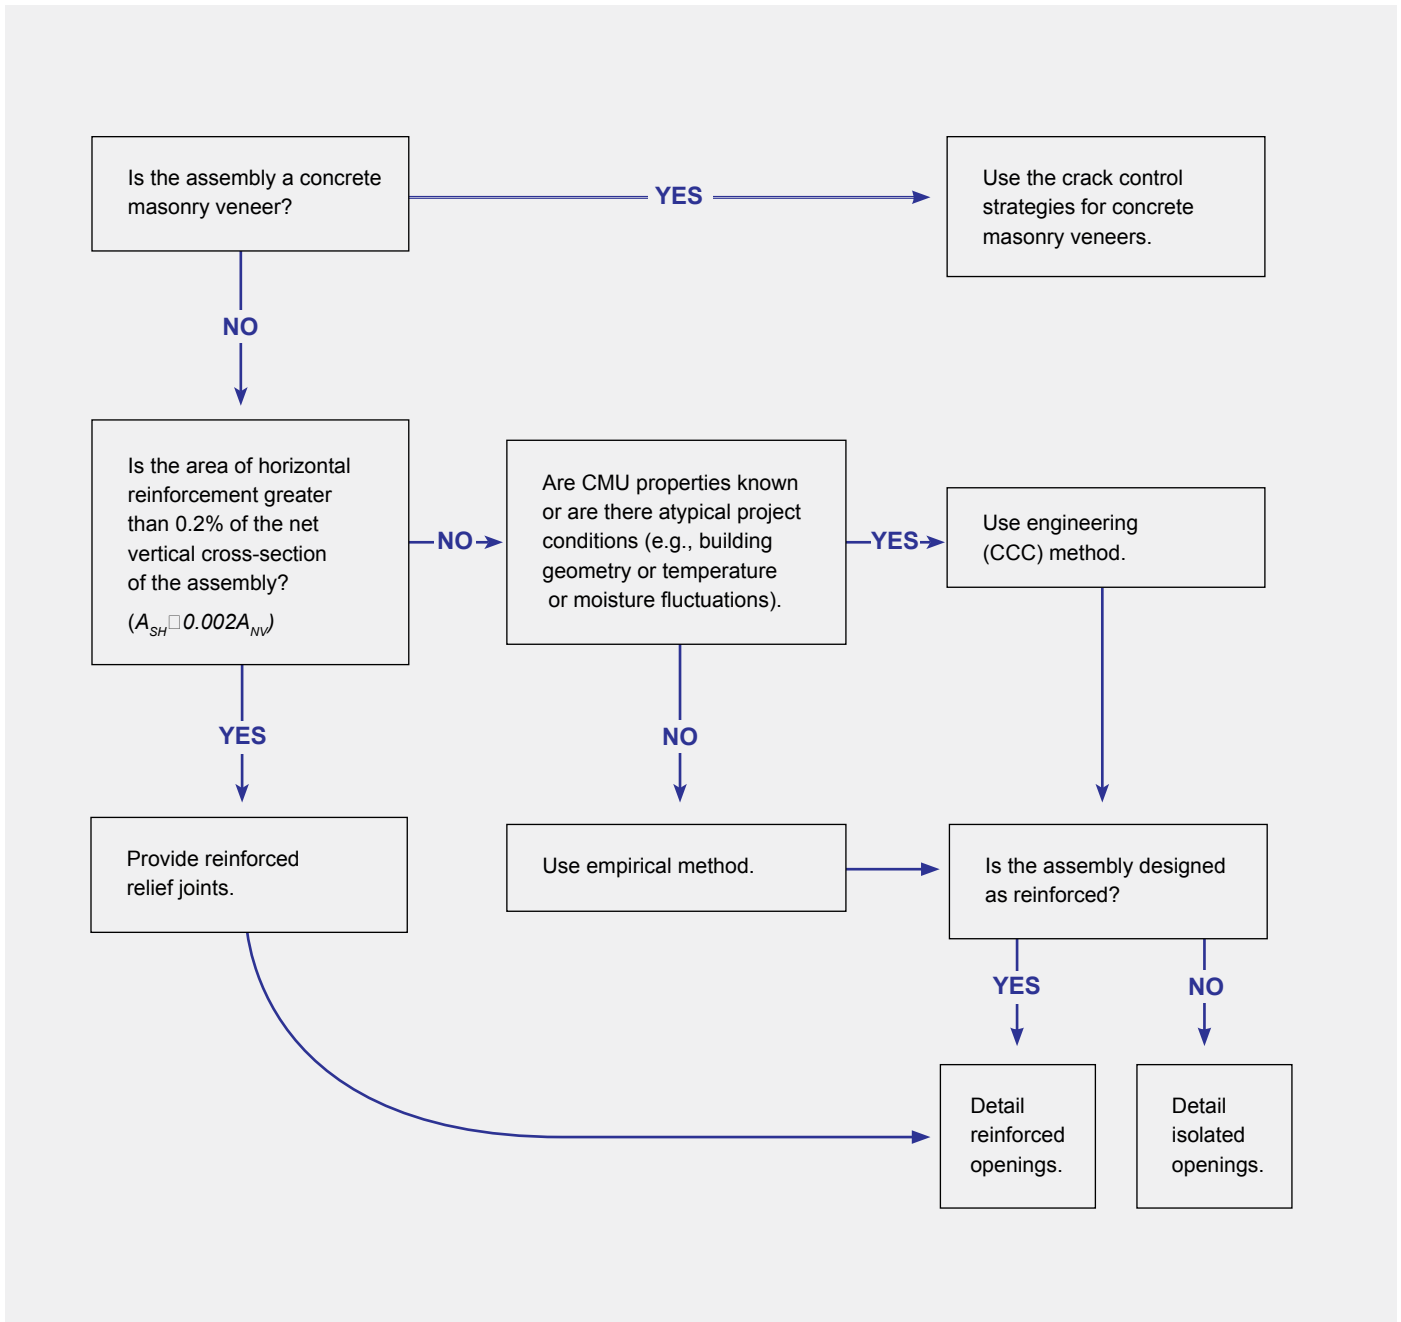 Is the assembly a concrete
masonry veneer?
YES
Use the crack control
strategies for concrete
masonry veneers.
NO
Is the area of horizontal
reinforcement greater
than 0.2% of the net
vertical cross-section
of the assembly?
(A_SH□0.002A_NV)
NO
Are CMU properties known
or are there atypical project
conditions (e.g., building
geometry or temperature
or moisture fluctuations).
YES
Use engineering
(CCC) method.
YES
NO
Provide reinforced
relief joints.
Use empirical method.
Is the assembly designed
as reinforced?
YES
NO
Detail
reinforced
openings.
Detail
isolated
openings.